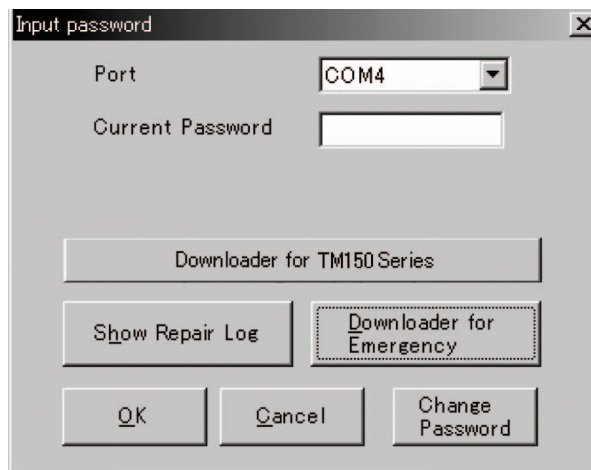 Input password
Port COM4
Current Password
Downloader for TM150 Series
Show Repair Log
Downloader for
Emergency
OK Cancel
Change
Password